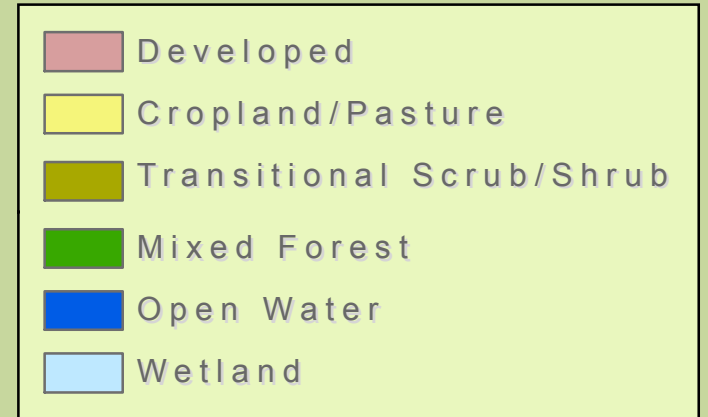 Developed
Cropland/Pasture
Transitional Scrub/Shrub
Mixed Forest
Open Water
Wetland